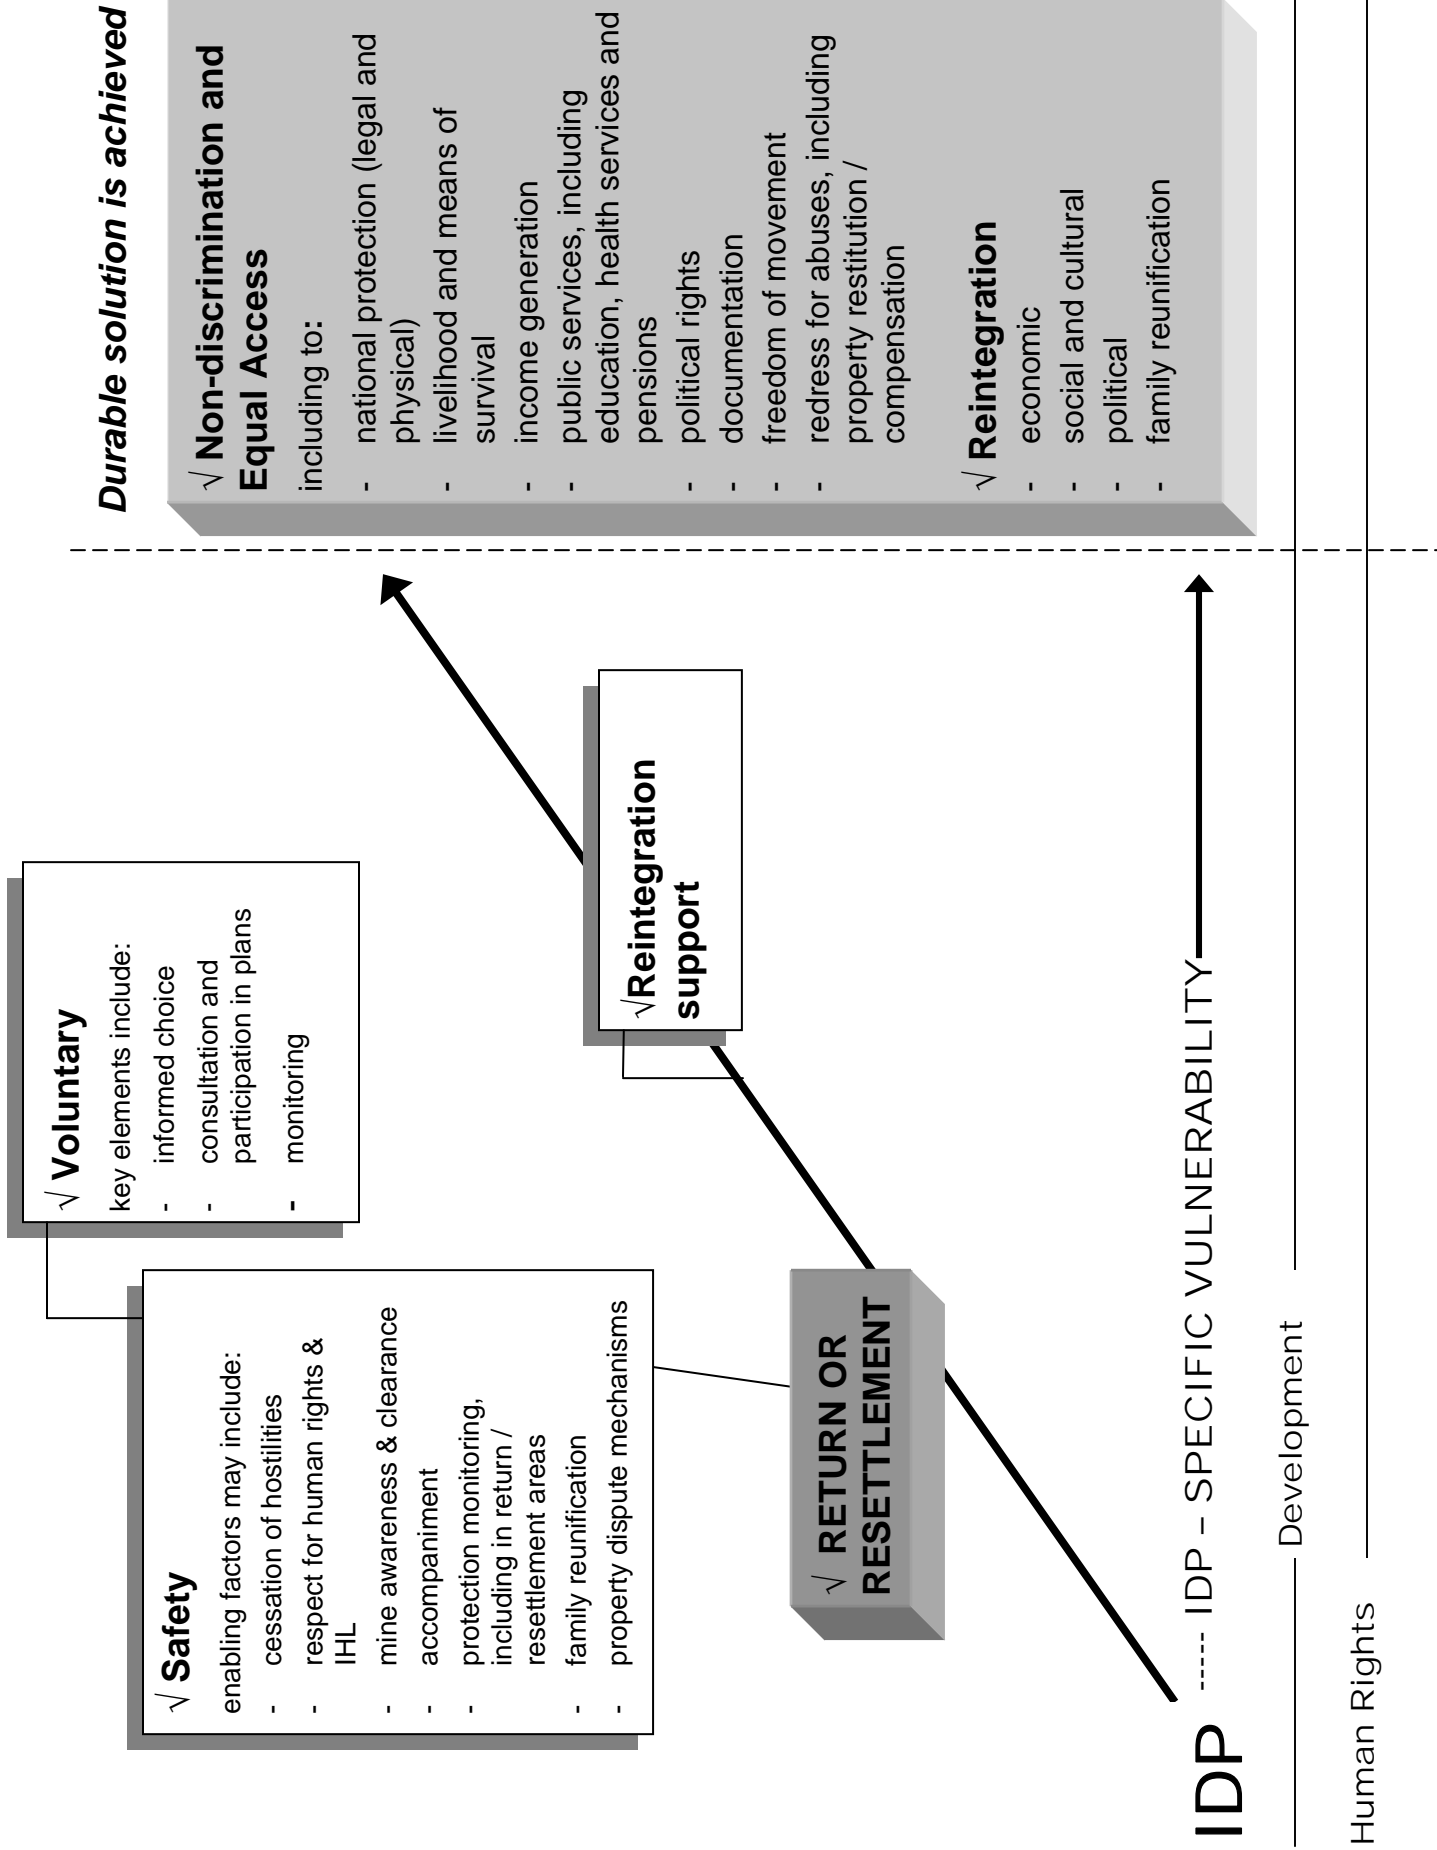 √ Voluntary
key elements include:
- informed choice
- consultation and
participation in plans
- monitoring
√ Safety
enabling factors may include:
- cessation of hostilities
- respect for human rights &
IHL
- mine awareness & clearance
- accompaniment
- protection monitoring,
including in return /
resettlement areas
- family reunification
- property dispute mechanisms
√ RETURN OR
RESETTLEMENT
√Reintegration
support
Durable solution is achieved
√ Non-discrimination and
Equal Access
including to:
- national protection (legal and
physical)
- livelihood and means of
survival
- income generation
- public services, including
education, health services and
pensions
- political rights
- documentation
- freedom of movement
- redress for abuses, including
property restitution /
compensation
√ Reintegration
- economic
- social and cultural
- political
- family reunification
IDP ----- IDP – SPECIFIC VULNERABILITY
Development
Human Rights